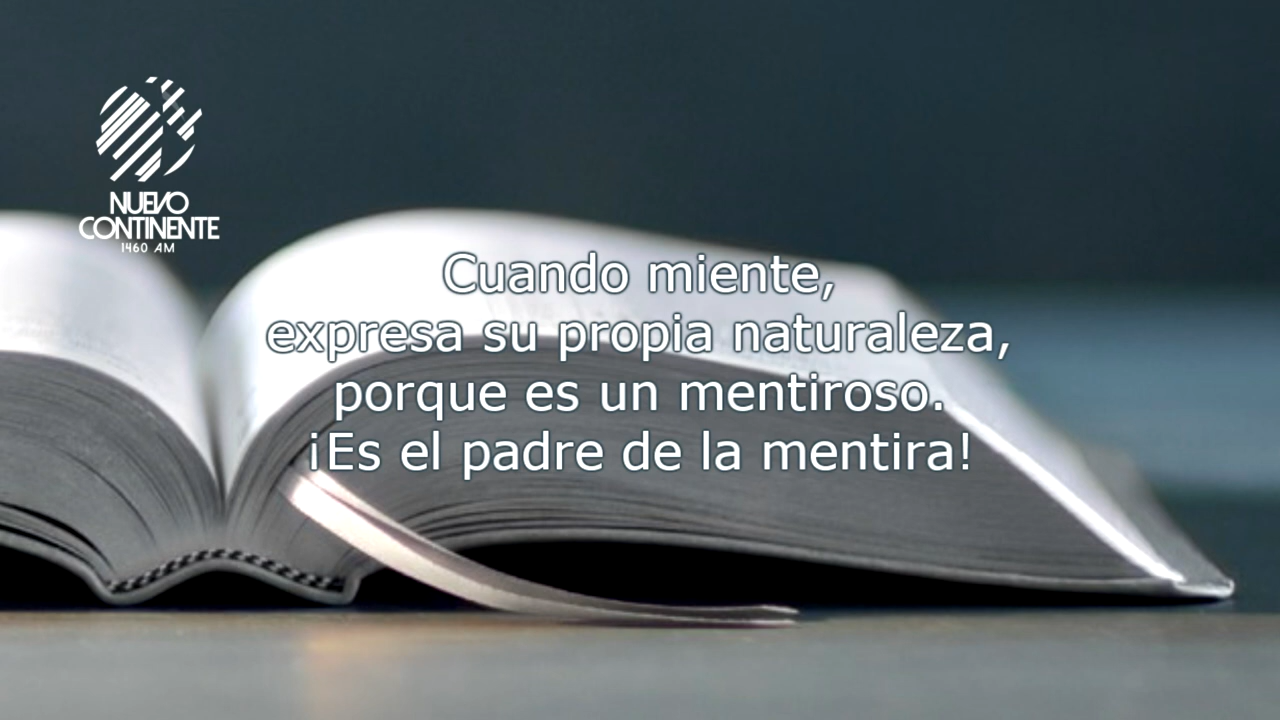 NUEVO
CONTINENTE
1460 AM
Cuando miente,
expresa su propia naturaleza,
porque es un mentiroso.
¡Es el padre de la mentira!